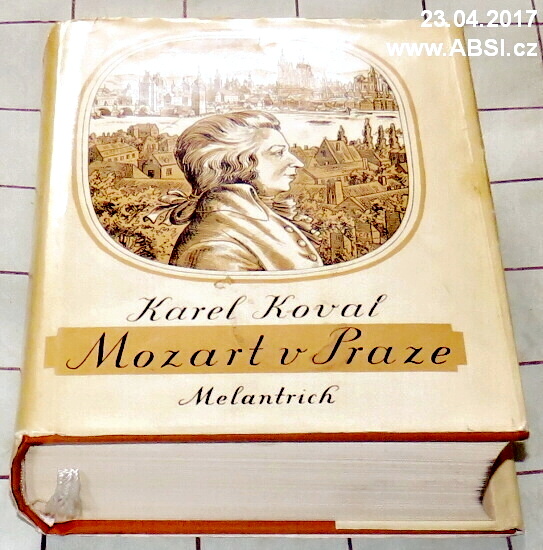 23.04.2017
www.ABSI.cz
Karel Koval
Mozart v Praze
Melantrich